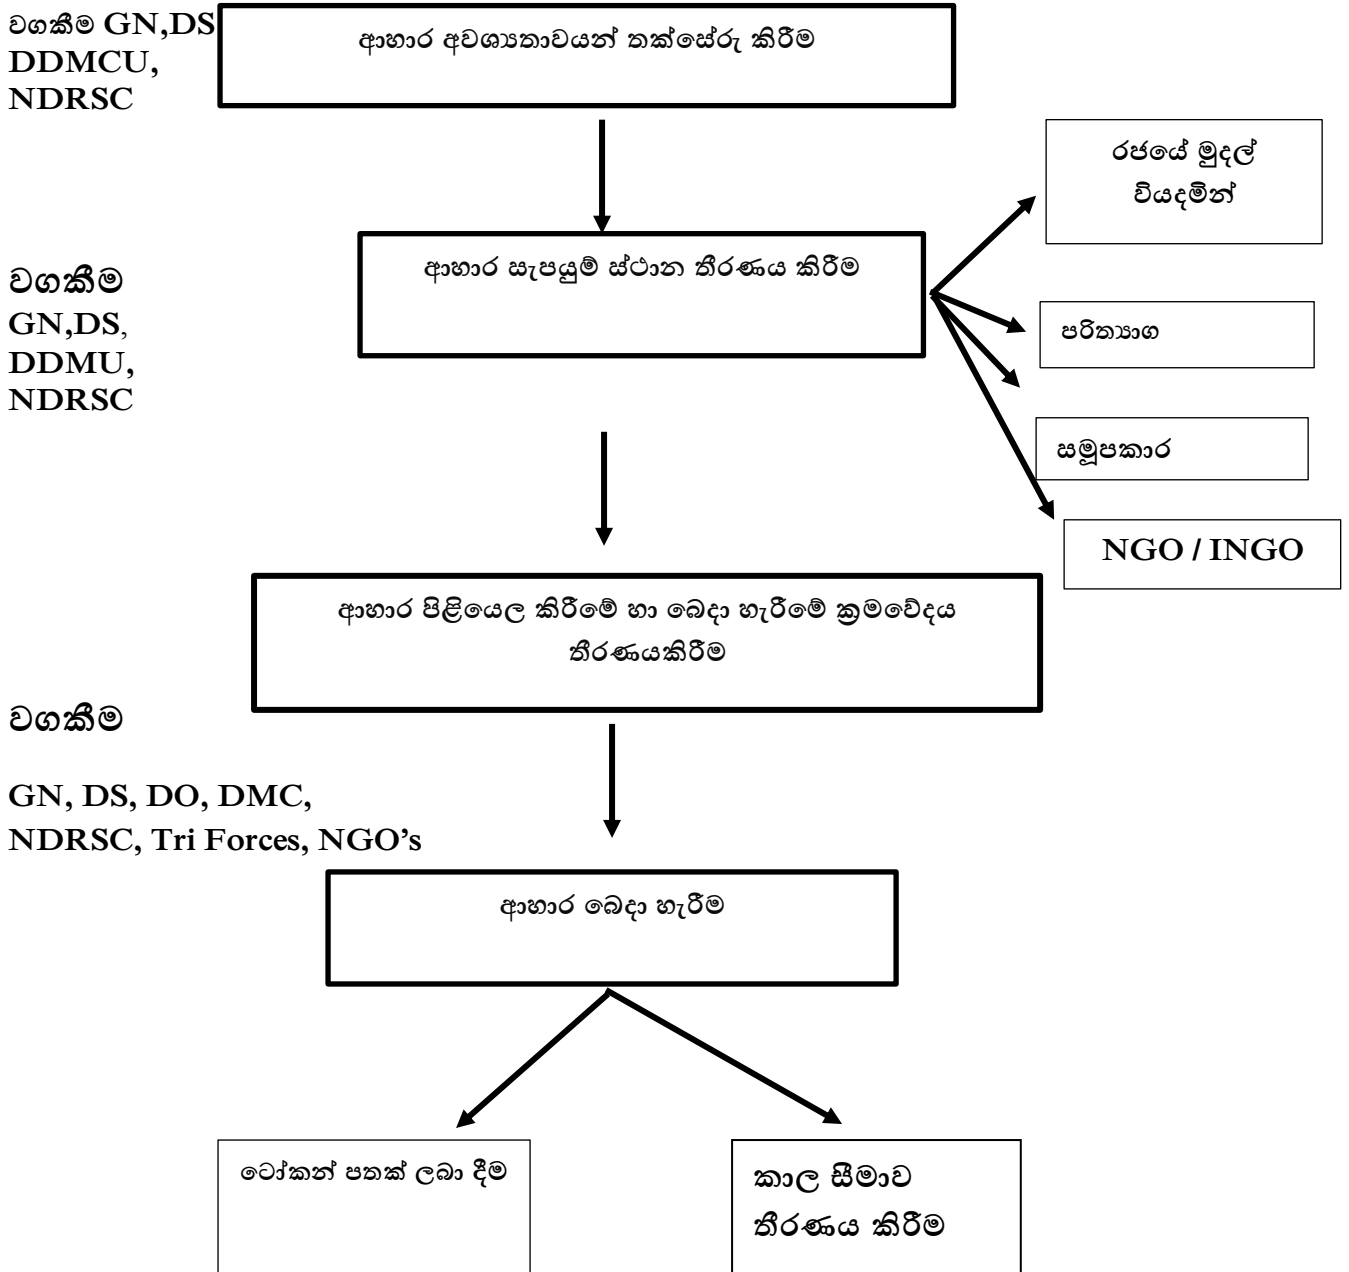 වගකීම GN,DS
DDMCU,
NDRSC
ආහාර අවශ්‍යතාවයන් තක්සේරු කිරීම
රජයේ මුදල්
වියදමින්
වගකීම
GN,DS,
DDMU,
NDRSC
ආහාර සැපයුම් ස්ථාන තීරණය කිරීම
පරිත්‍යාග
සමූපකාර
NGO / INGO
ආහාර පිළියෙල කිරීමේ හා බෙදා හැරීමේ ක්‍රමවේදය
තීරණයකිරීම
වගකීම
GN, DS, DO, DMC,
NDRSC, Tri Forces, NGO’s
ආහාර බෙදා හැරීම
ටෝකන් පතක් ලබා දීම
කාල සීමාව
තීරණය කිරීම